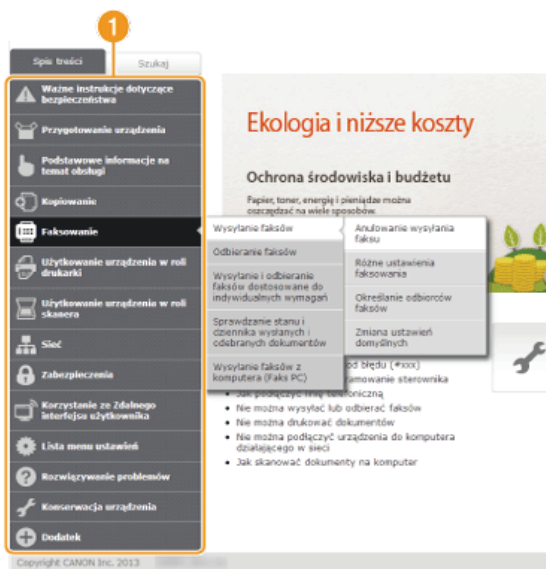 1
Spis treści
Szukaj
Ważne instrukcje dotyczące
bezpieczeństwa
Przygotowanie urządzenia
Podstawowe informacje na
temat obsługi
Kopiowanie
Faksowanie
Użytkowanie urządzenia w roli
drukarki
Użytkowanie urządzenia w roli
skanera
Sieć
Zabezpieczenia
Korzystanie ze Zdalnego
interfejsu użytkownika
Lista menu ustawień
Rozwiązywanie problemów
Konserwacja urządzenia
Dodatek
Wysyłanie faksów
Odbieranie faksów
Wysyłanie i odbieranie
faksów dostosowane do
indywidualnych wymagań
Sprawdzanie stanu i
dziennika wysłanych i
odebranych dokumentów
Wysyłanie faksów z
komputera (Faks PC)
Anulowanie wysyłania
faksu
Różne ustawienia
faksowania
Określanie odbiorców
faksów
Zmiana ustawień
domyślnych
Ekologia i niższe koszty
Ochrona środowiska i budżetu
Papier, toner, energię i pieniądze można
oszczędzać na wiele sposobów.
od błędu (#xxx)
ramowanie sterownika
• Jak podłączyć linię telefoniczną
• Nie można wysyłać lub odbierać faksów
• Nie można drukować dokumentów
• Nie można podłączyć urządzenia do komputera
działającego w sieci
• Jak skanować dokumenty na komputer
Copyright CANON Inc. 2013